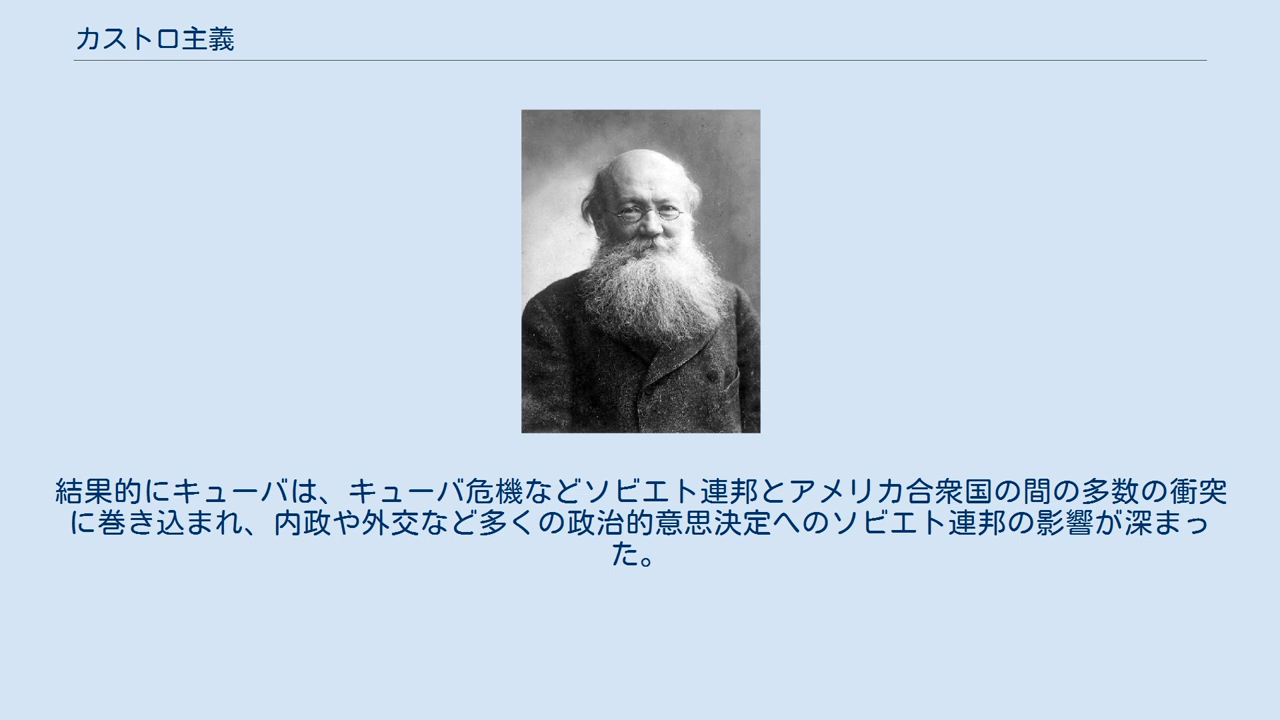 カストロ主義
結果的にキューバは、キューバ危機などソビエト連邦とアメリカ合衆国の間の多数の衝突
に巻き込まれ、内政や外交など多くの政治的意思決定へのソビエト連邦の影響が深まっ
た。